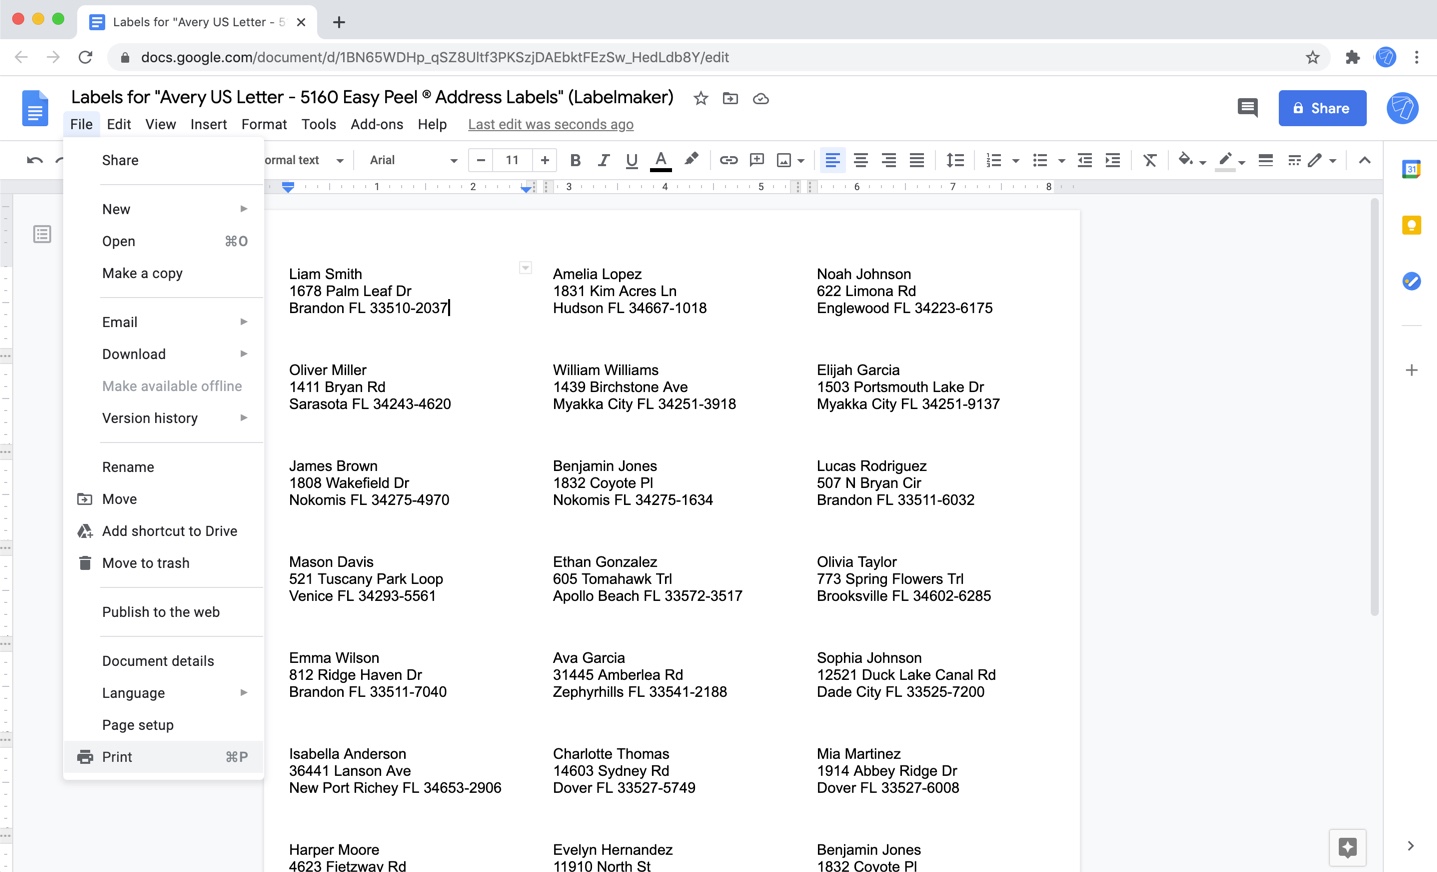 Labels for "Avery US Letter - 5
docs.google.com/document/d/1BN65WDHp_qSZ8Ultf3PKSzjDAEbktFEzSw_HedLdb8Y/edit
Labels for "Avery US Letter - 5160 Easy Peel ® Address Labels" (Labelmaker)
File Edit View Insert Format Tools Add-ons Help Last edit was seconds ago
Share
ormal text Arial 11
1 2 3 4 5 6 7 8
31
Share
New
Open ⌘O
Make a copy
Email
Download
Make available offline
Version history
Rename
Move
Add shortcut to Drive
Move to trash
Publish to the web
Document details
Language
Page setup
Print ⌘P
Liam Smith
1678 Palm Leaf Dr
Brandon FL 33510-2037
Amelia Lopez
1831 Kim Acres Ln
Hudson FL 34667-1018
Noah Johnson
622 Limona Rd
Englewood FL 34223-6175
Oliver Miller
1411 Bryan Rd
Sarasota FL 34243-4620
William Williams
1439 Birchstone Ave
Myakka City FL 34251-3918
Elijah Garcia
1503 Portsmouth Lake Dr
Myakka City FL 34251-9137
James Brown
1808 Wakefield Dr
Nokomis FL 34275-4970
Benjamin Jones
1832 Coyote Pl
Nokomis FL 34275-1634
Lucas Rodriguez
507 N Bryan Cir
Brandon FL 33511-6032
Mason Davis
521 Tuscany Park Loop
Venice FL 34293-5561
Ethan Gonzalez
605 Tomahawk Trl
Apollo Beach FL 33572-3517
Olivia Taylor
773 Spring Flowers Trl
Brooksville FL 34602-6285
Emma Wilson
812 Ridge Haven Dr
Brandon FL 33511-7040
Ava Garcia
31445 Amberlea Rd
Zephyrhills FL 33541-2188
Sophia Johnson
12521 Duck Lake Canal Rd
Dade City FL 33525-7200
Isabella Anderson
36441 Lanson Ave
New Port Richey FL 34653-2906
Charlotte Thomas
14603 Sydney Rd
Dover FL 33527-5749
Mia Martinez
1914 Abbey Ridge Dr
Dover FL 33527-6008
Harper Moore
4623 Fietzway Rd
Evelyn Hernandez
11910 North St
Benjamin Jones
1832 Coyote Pl